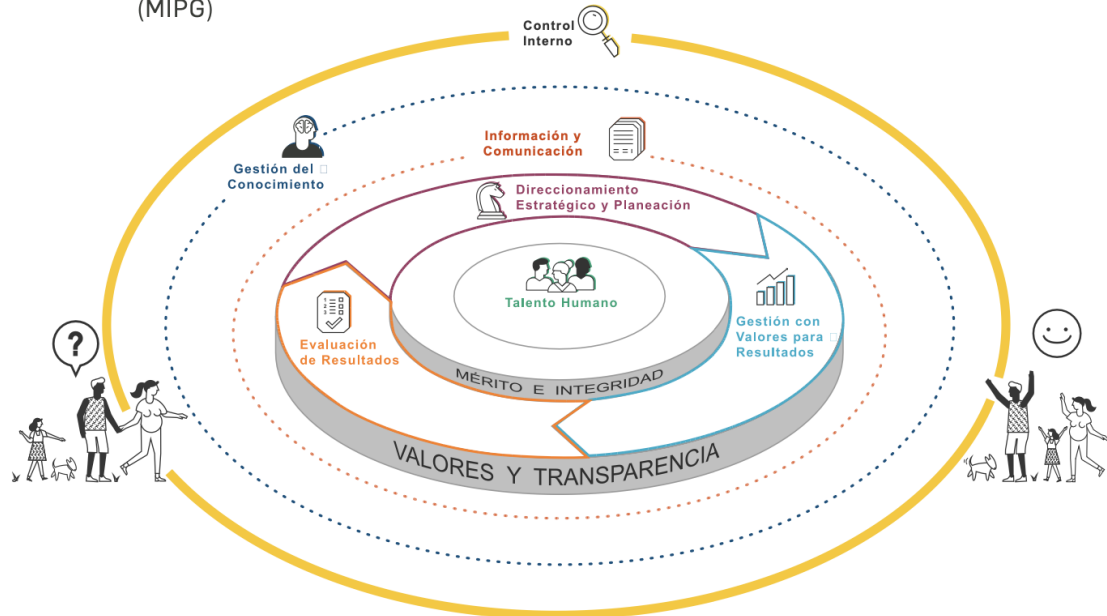 (MIPG)
Control
Interno
Información y
Comunicación
Gestión del
Conocimiento
Direccionamiento
Estratégico y Planeación
Talento Humano
Gestión con
Valores para
Resultados
Evaluación
de Resultados
?
MÉRITO E INTEGRIDAD
VALORES Y TRANSPARENCIA